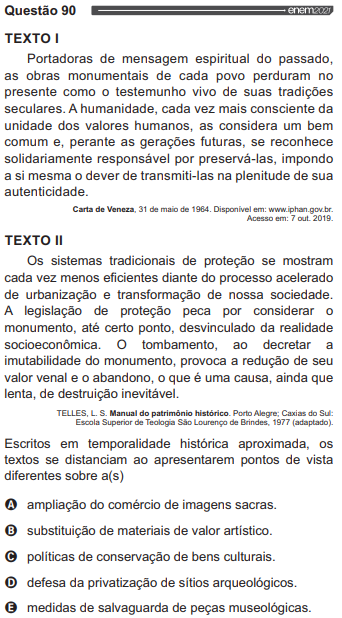 Questão 90 enem2021
TEXTO I
Portadoras de mensagem espiritual do passado,
as obras monumentais de cada povo perduram no
presente como o testemunho vivo de suas tradições
seculares. A humanidade, cada vez mais consciente da
unidade dos valores humanos, as considera um bem
comum e, perante as gerações futuras, se reconhece
solidariamente responsável por preservá-las, impondo
a si mesma o dever de transmiti-las na plenitude de sua
autenticidade.
Carta de Veneza, 31 de maio de 1964. Disponível em: www.iphan.gov.br.
Acesso em: 7 out. 2019.
TEXTO II
Os sistemas tradicionais de proteção se mostram
cada vez menos eficientes diante do processo acelerado
de urbanização e transformação de nossa sociedade.
A legislação de proteção peca por considerar o
monumento, até certo ponto, desvinculado da realidade
socioeconômica. O tombamento, ao decretar a
imutabilidade do monumento, provoca a redução de seu
valor venal e o abandono, o que é uma causa, ainda que
lenta, de destruição inevitável.
TELLES, L. S. Manual do patrimônio histórico. Porto Alegre; Caxias do Sul:
Escola Superior de Teologia São Lourenço de Brindes, 1977 (adaptado).
Escritos em temporalidade histórica aproximada, os
textos se distanciam ao apresentarem pontos de vista
diferentes sobre a(s)
A ampliação do comércio de imagens sacras.
B substituição de materiais de valor artístico.
C políticas de conservação de bens culturais.
D defesa da privatização de sítios arqueológicos.
E medidas de salvaguarda de peças museológicas.